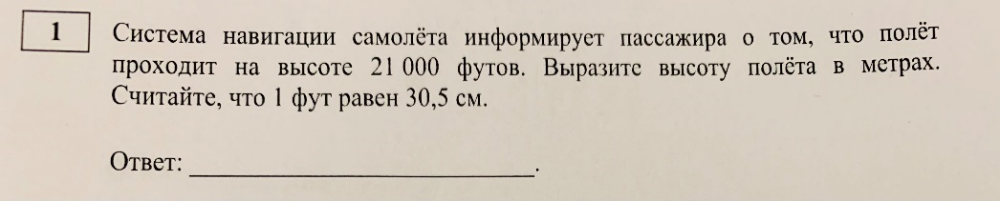 1
Система навигации самолёта информирует пассажира о том, что полёт
проходит на высоте 21 000 футов. Выразите высоту полёта в метрах.
Считайте, что 1 фут равен 30,5 см.
Ответ: ____________________________.